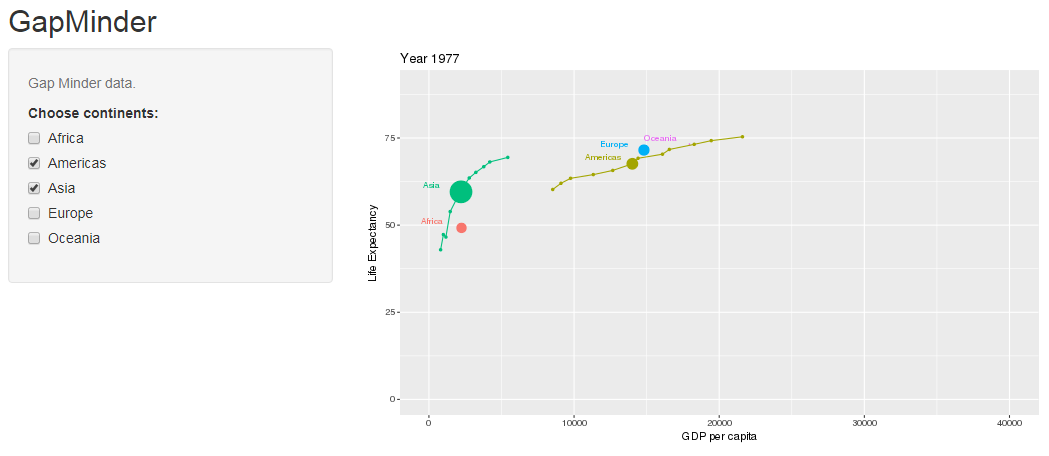 GapMinder
Gap Minder data.
Choose continents:
Africa
Americas
Asia
Europe
Oceania
Year 1977
Life Expectancy
75
50
25
0
Oceania
Europe
Americas
Asia
Africa
0 10000 20000 30000 40000
GDP per capita